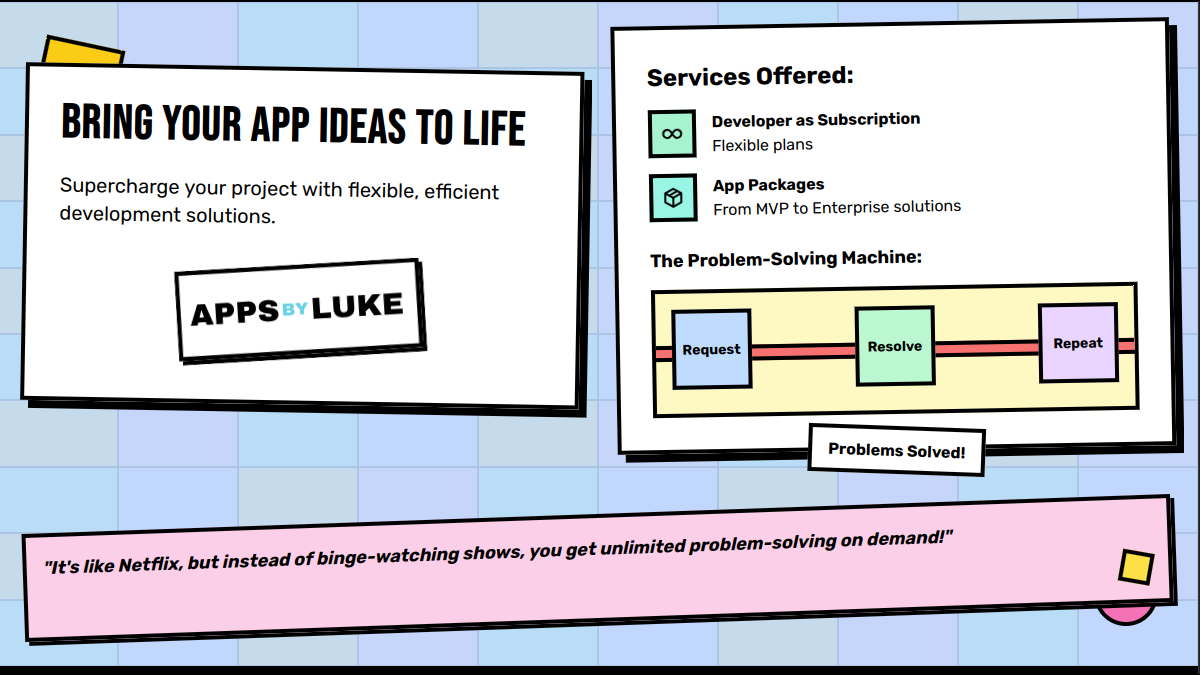 BRING YOUR APP IDEAS TO LIFE
Supercharge your project with flexible, efficient
development solutions.
APPS BY LUKE
Services Offered:
Developer as Subscription
Flexible plans
App Packages
From MVP to Enterprise solutions
The Problem-Solving Machine:
Request
Resolve
Repeat
Problems Solved!
"It's like Netflix, but instead of binge-watching shows, you get unlimited problem-solving on demand!"